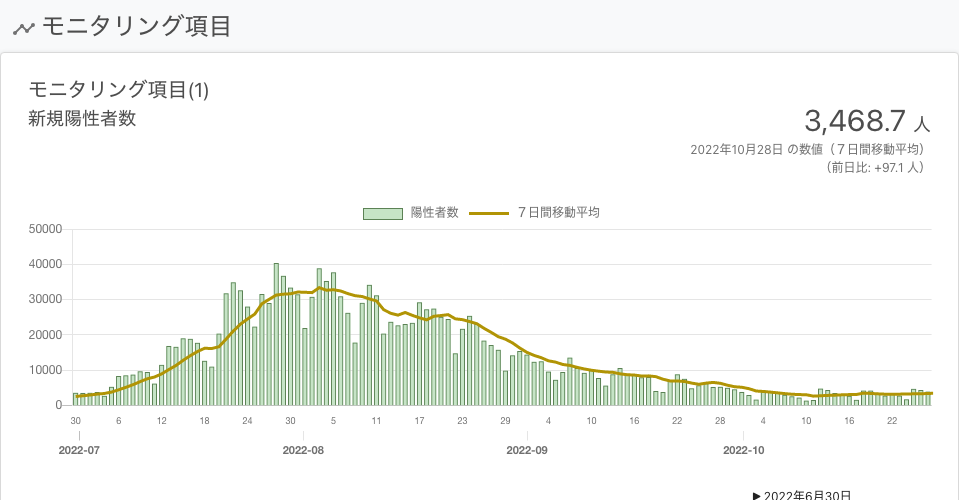 モニタリング項目
モニタリング項目(1)
新規陽性者数
3,468.7 人
2022年10月28日 の数値（７日間移動平均）
（前日比: +97.1 人）
陽性者数 ７日間移動平均
50000
40000
30000
20000
10000
0
30 6 12 18 24 30 5 11 17 23 29 4 10 16 22 28 4 10 16 22
2022-07 2022-08 2022-09 2022-10
▶ 2022年6月30日